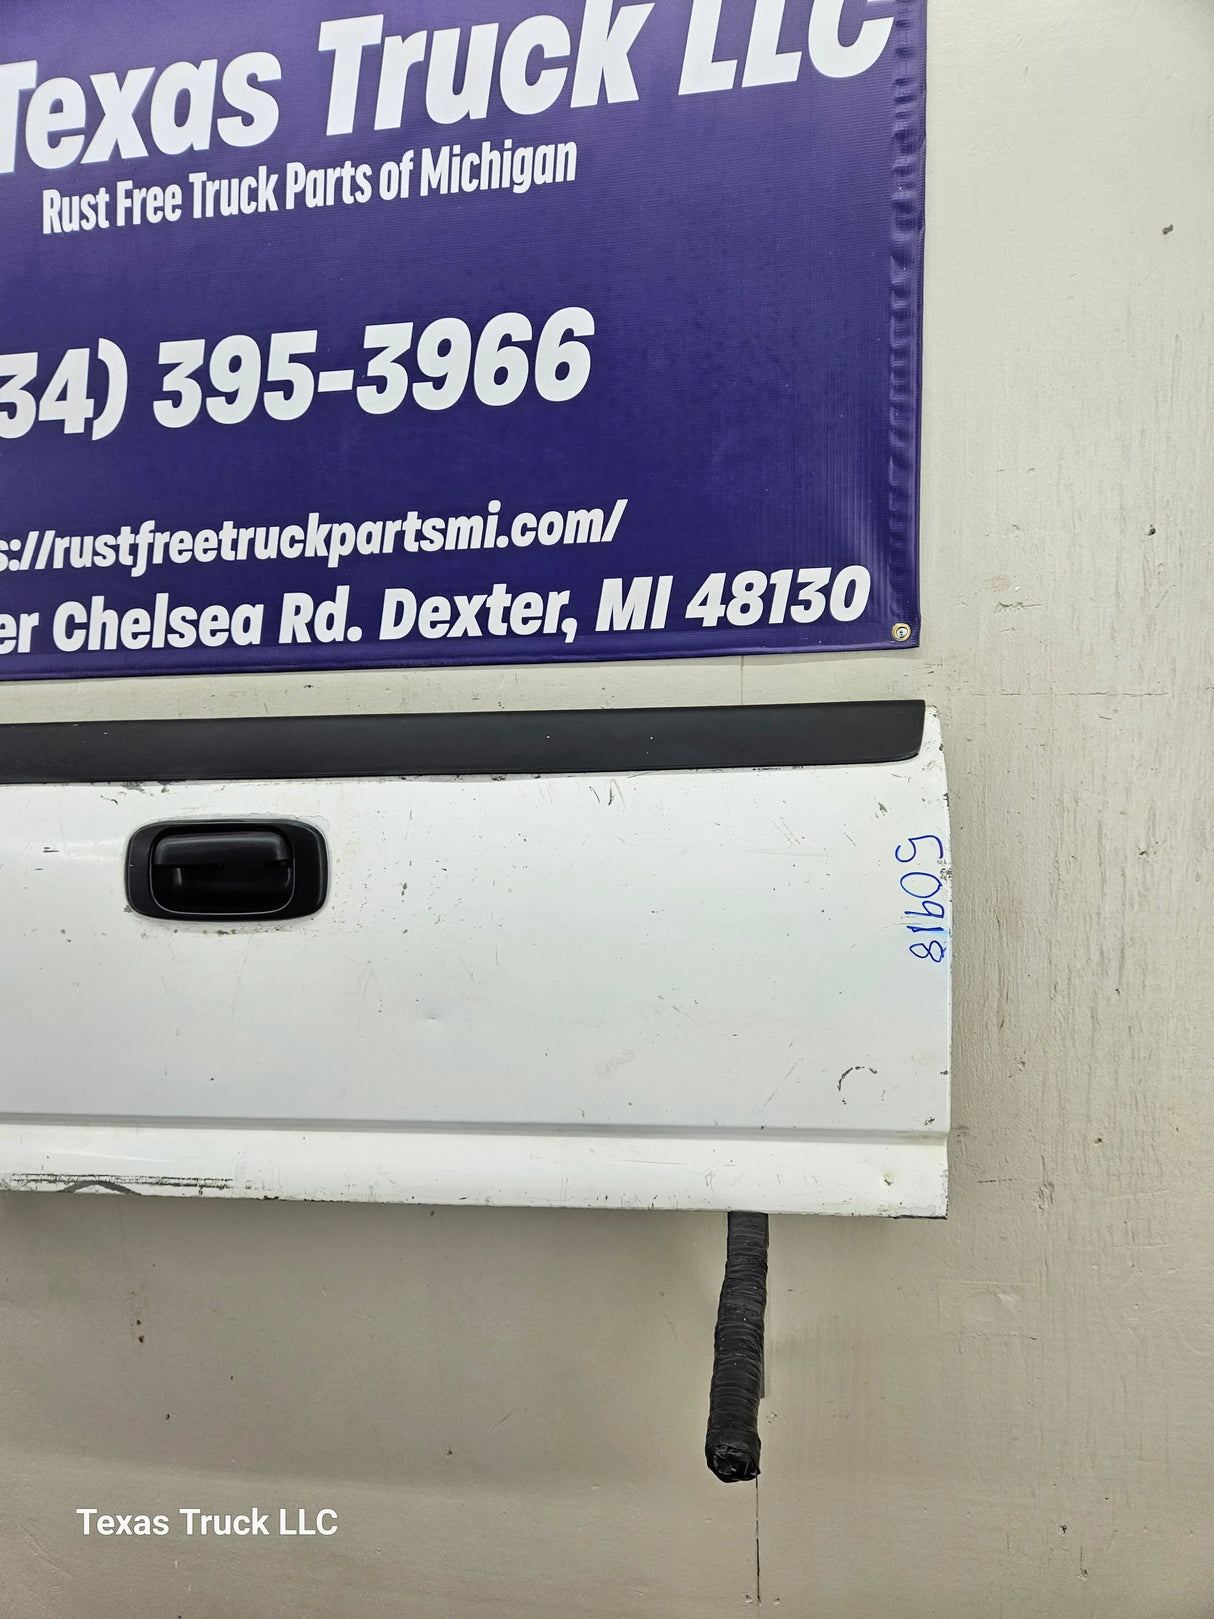 Texas Truck LLC
Rust Free Truck Parts of Michigan
34) 395-3966
s://rustfreetruckpartsmi.com/
er Chelsea Rd. Dexter, MI 48130
50918
Texas Truck LLC